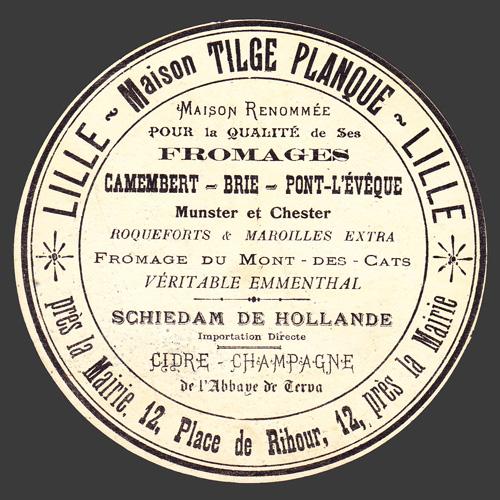 LILLE ~ Maison TILGE PLANQUE ~ LILLE
MAISON RENOMMÉE
POUR la QUALITÉ de Ses
FROMAGES
CAMEMBERT - BRIE - PONT-L'ÉVÊQUE
Munster et Chester
ROQUEFORTS & MAROILLES EXTRA
FROMAGE DU MONT-DES-CATS
VÉRITABLE EMMENTHAL
SCHIEDAM DE HOLLANDE
Importation Directe
CIDRE-CHAMPAGNE
de l'Abbaye de Terva
près la Mairie, 12, Place de Rihour, 12, près la Mairie